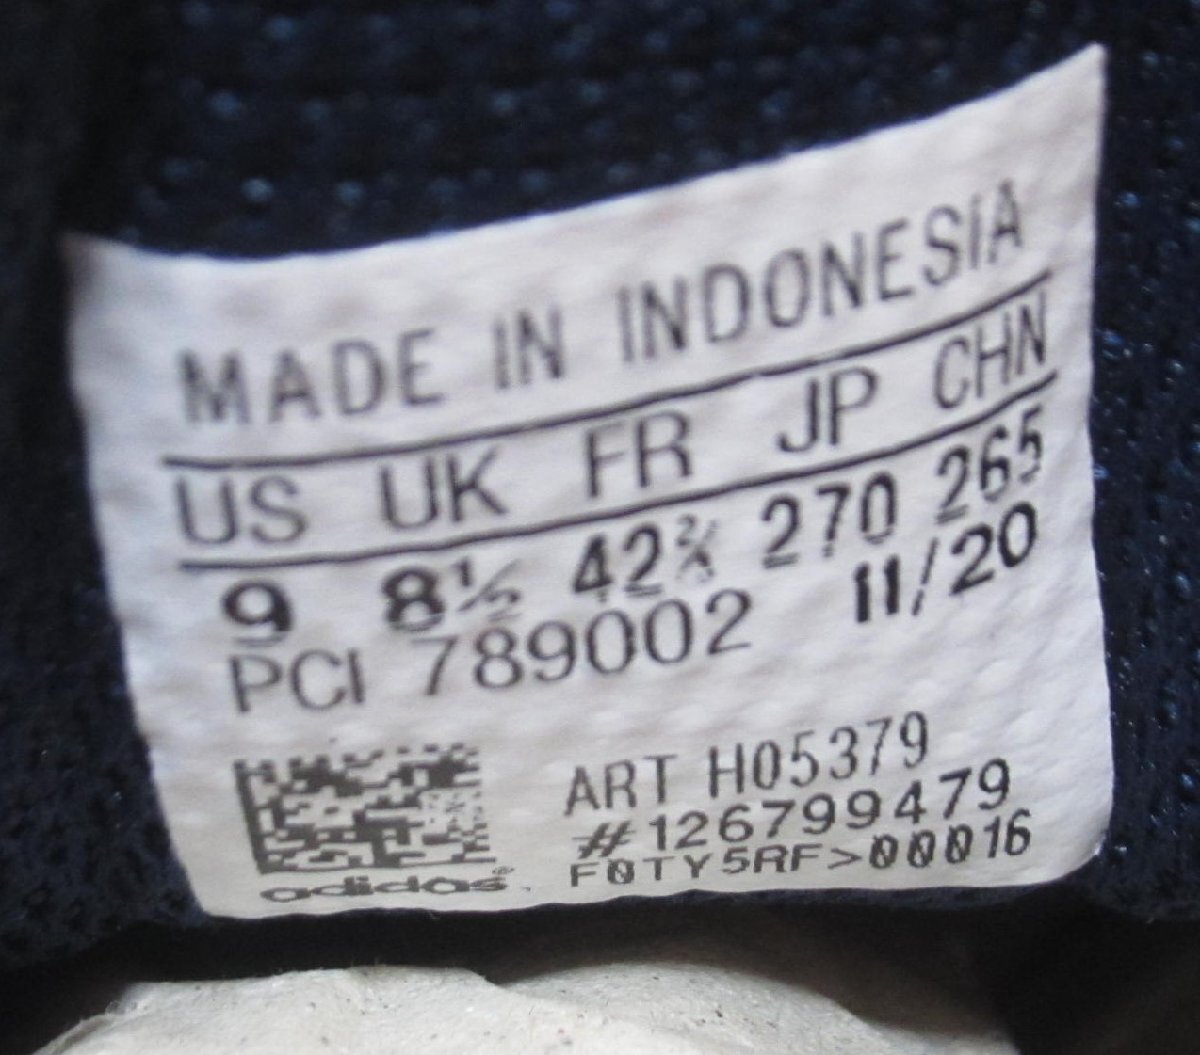 MADE IN INDONESIA
US UK FR JP CHN
9 8½ 42⅔ 270 265
PCI 789002 11/20
ART H05379
#126799479
F0TY5RF>00016
adidas®